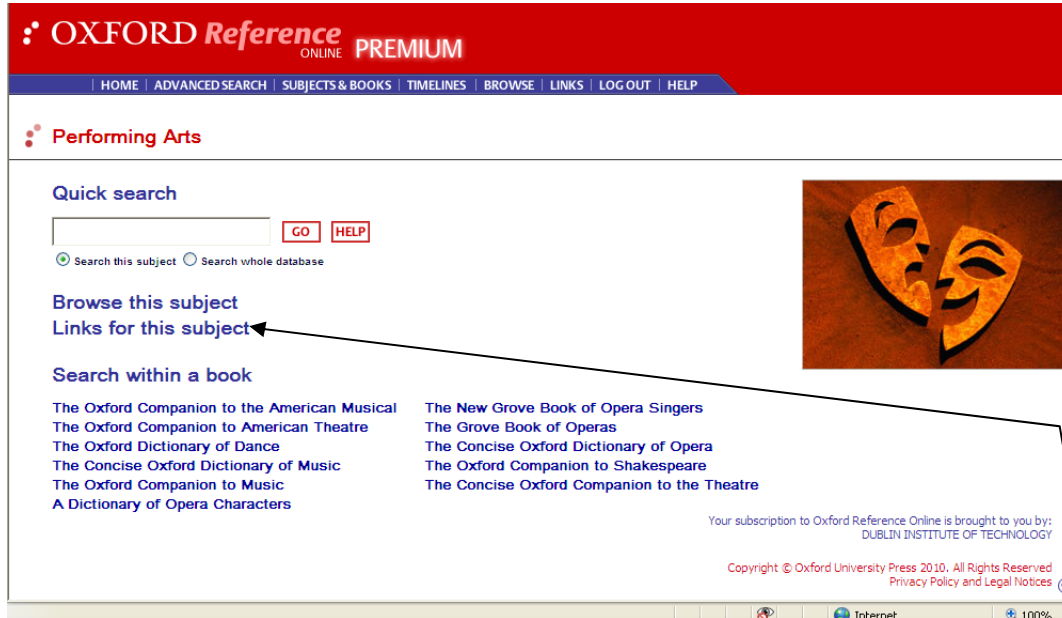 OXFORD Reference
ONLINE PREMIUM
| HOME | ADVANCED SEARCH | SUBJECTS & BOOKS | TIMELINES | BROWSE | LINKS | LOG OUT | HELP
Performing Arts
Quick search
GO HELP
Search this subject Search whole database
Browse this subject
Links for this subject
Search within a book
The Oxford Companion to the American Musical
The Oxford Companion to American Theatre
The Oxford Dictionary of Dance
The Concise Oxford Dictionary of Music
The Oxford Companion to Music
A Dictionary of Opera Characters
The New Grove Book of Opera Singers
The Grove Book of Operas
The Concise Oxford Dictionary of Opera
The Oxford Companion to Shakespeare
The Concise Oxford Companion to the Theatre
Your subscription to Oxford Reference Online is brought to you by:
DUBLIN INSTITUTE OF TECHNOLOGY
Copyright © Oxford University Press 2010. All Rights Reserved
Privacy Policy and Legal Notices
Internet 100%